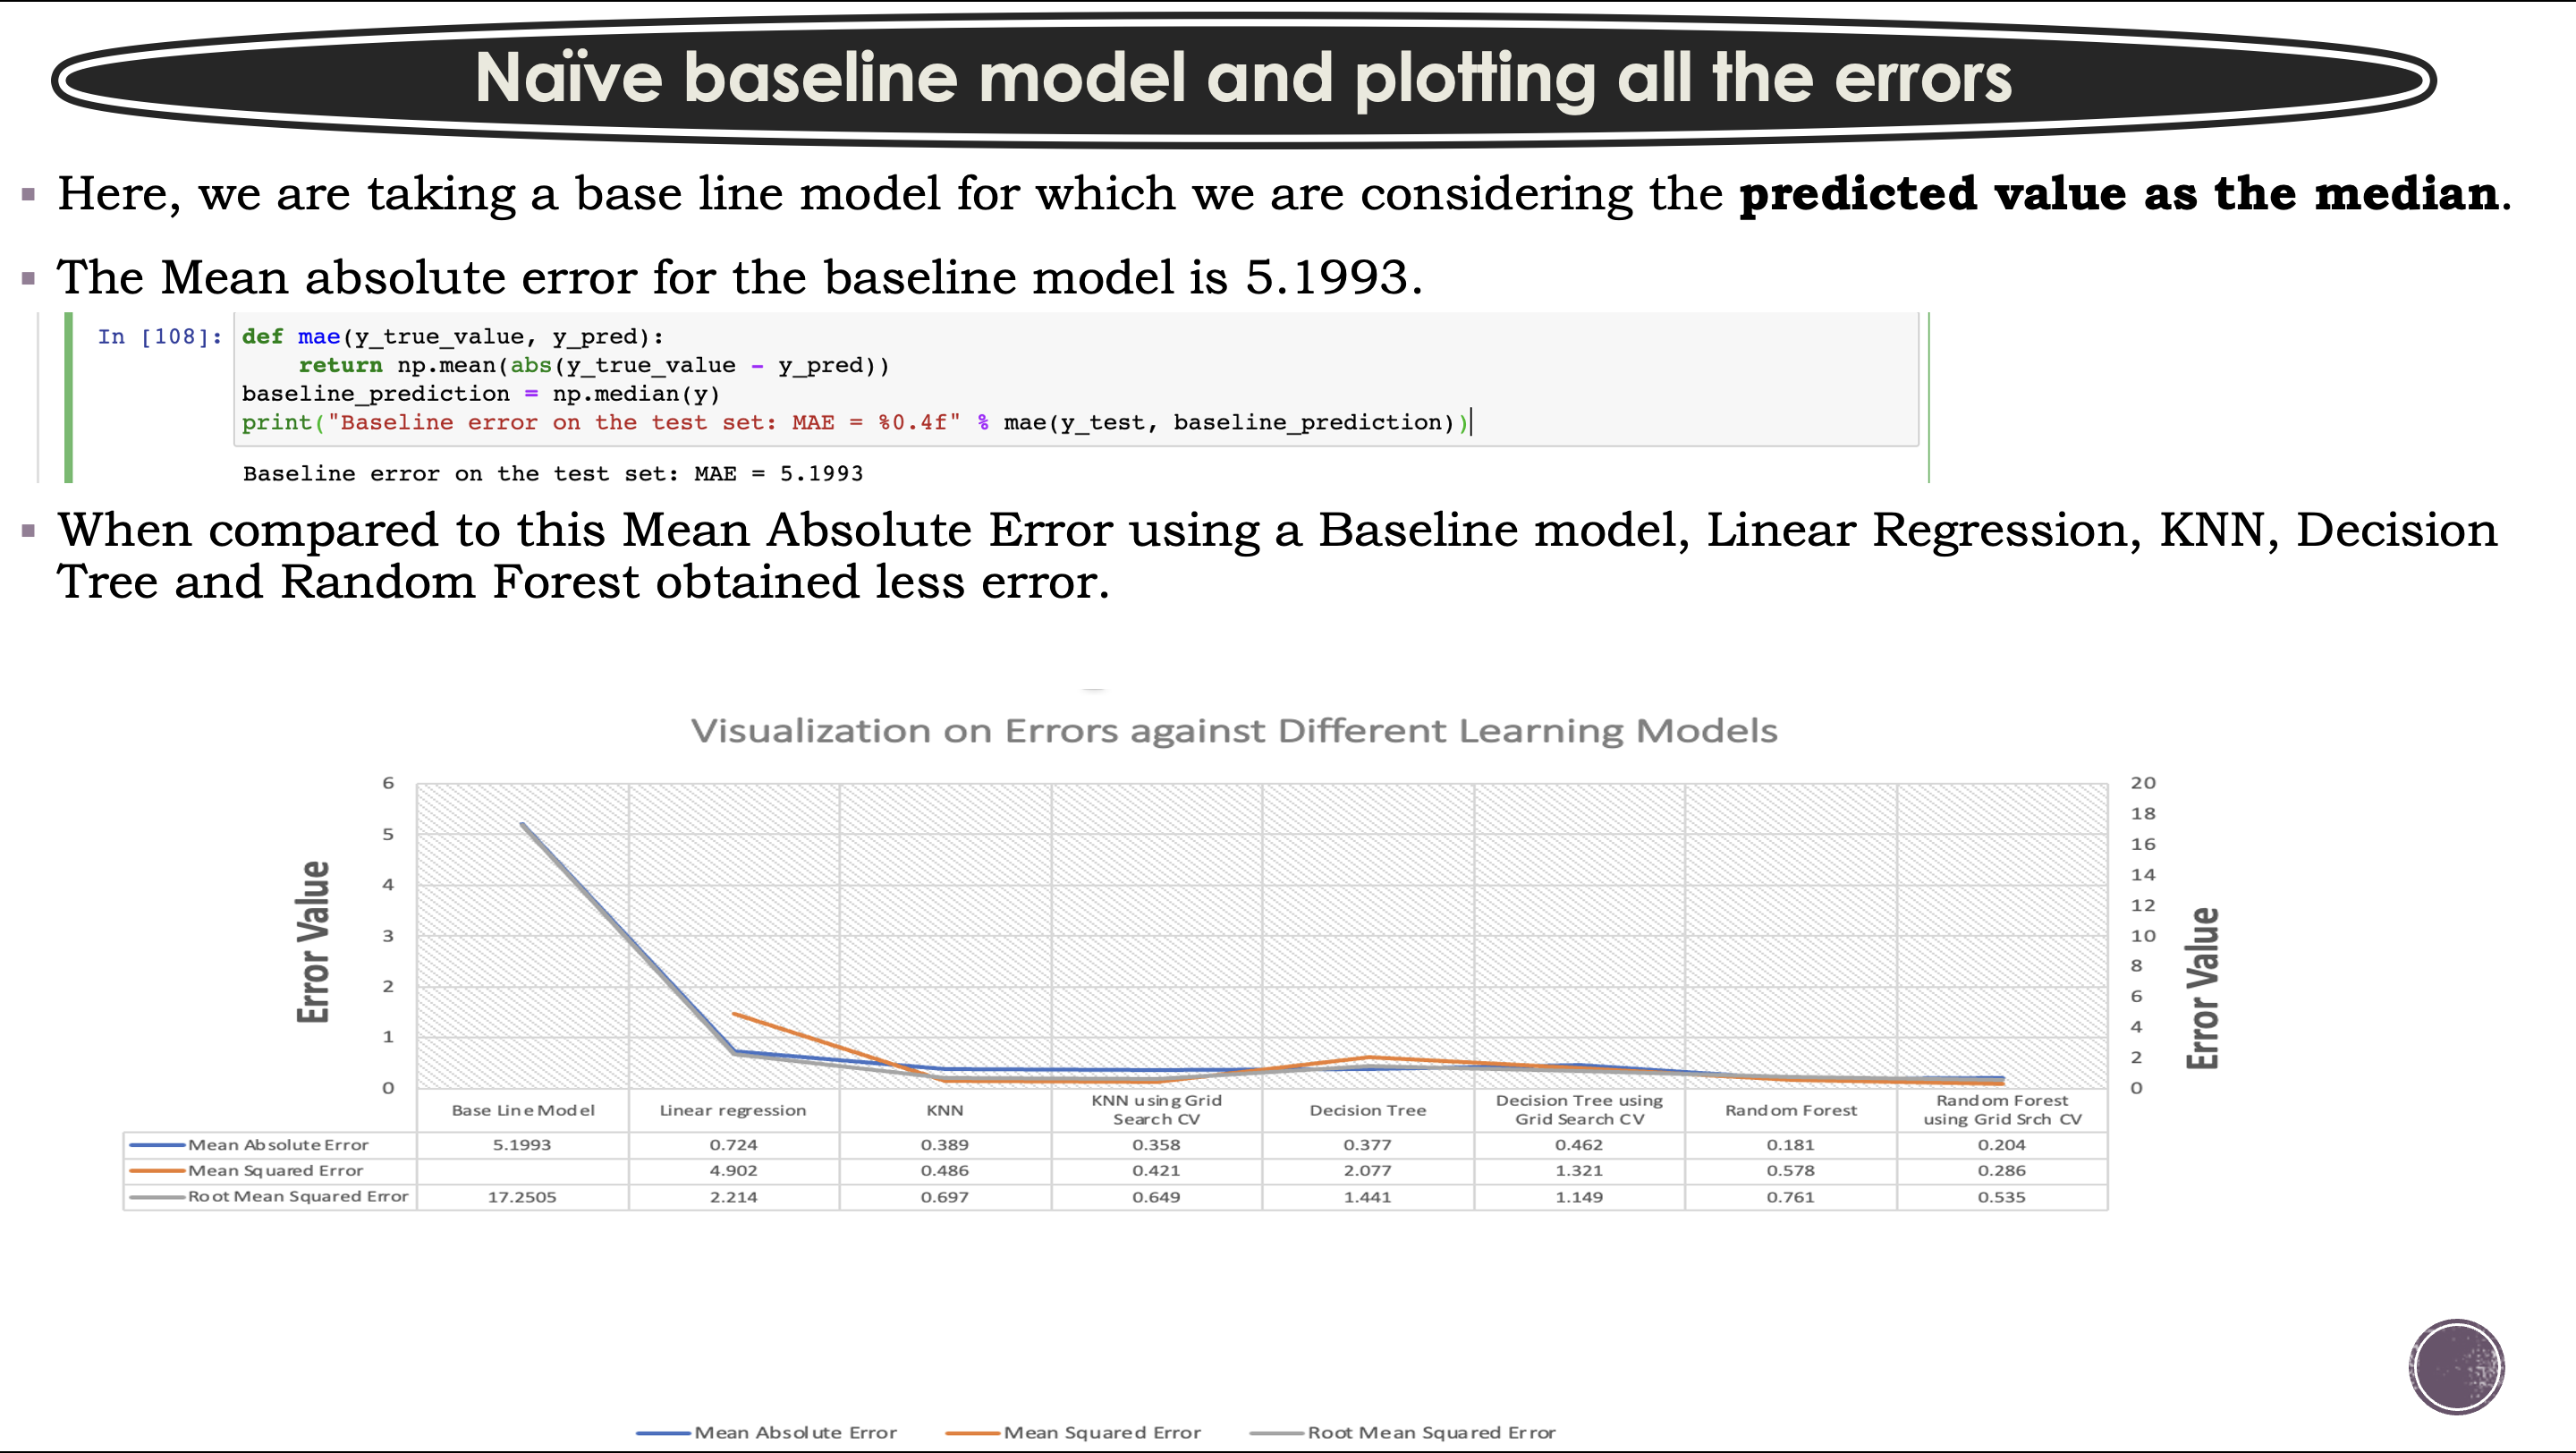 Naïve baseline model and plotting all the errors
▪ Here, we are taking a base line model for which we are considering the predicted value as the median.
▪ The Mean absolute error for the baseline model is 5.1993.
In [108]: def mae(y_true_value, y_pred):
    return np.mean(abs(y_true_value - y_pred))
baseline_prediction = np.median(y)
print("Baseline error on the test set: MAE = %0.4f" % mae(y_test, baseline_prediction))
Baseline error on the test set: MAE = 5.1993
▪ When compared to this Mean Absolute Error using a Baseline model, Linear Regression, KNN, Decision
Tree and Random Forest obtained less error.
Visualization on Errors against Different Learning Models
Error Value
6
5
4
3
2
1
0
20
18
16
14
12
10
8
6
4
2
0
Error Value
Base Line Model
Linear regression
KNN
KNN using Grid
Search CV
Decision Tree
Decision Tree using
Grid Search CV
Random Forest
Random Forest
using Grid Srch CV
Mean Absolute Error 5.1993 0.724 0.389 0.358 0.377 0.462 0.181 0.204
Mean Squared Error 4.902 0.486 0.421 2.077 1.321 0.578 0.286
Root Mean Squared Error 17.2505 2.214 0.697 0.649 1.441 1.149 0.761 0.535
Mean Absolute Error Mean Squared Error Root Mean Squared Error